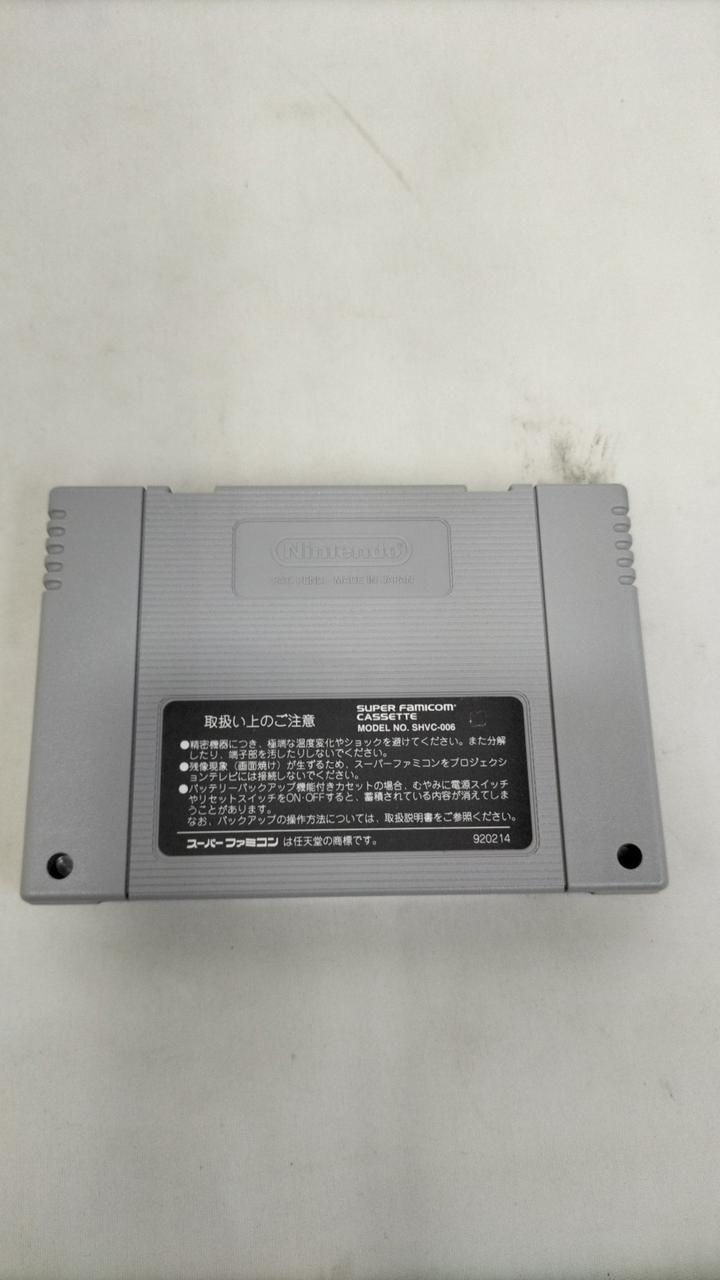 Nintendo
PAT. PEND. MADE IN JAPAN
取扱い上のご注意
SUPER FAMICOM
CASSETTE
MODEL NO. SHVC-006
●精密機器につき、極端な温度変化やショックを避けてください。また分解
したり、端子部を汚したりしないでください。
●残像現象（画面焼け）が生ずるため、スーパーファミコンをプロジェクシ
ョンテレビには接続しないでください。
●バッテリーバックアップ機能付きカセットの場合、むやみに電源スイッチ
やリセットスイッチをON・OFFすると、蓄積されている内容が消えてしま
うことがあります。
なお、バックアップの操作方法については、取扱説明書をご参照ください。
スーパーファミコン は任天堂の商標です。 920214